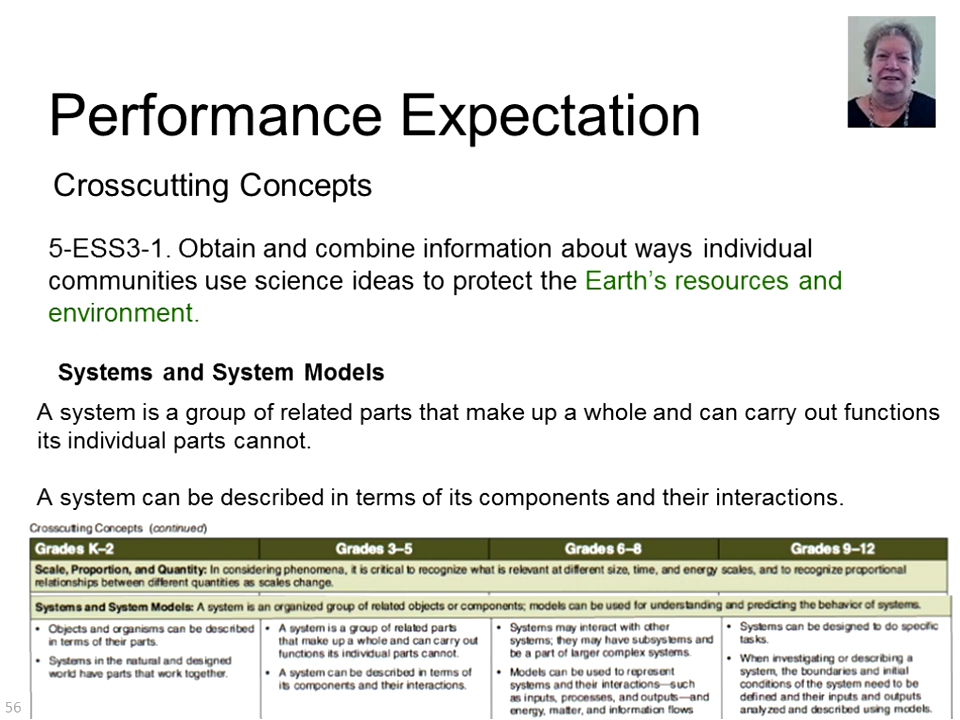 Performance Expectation
Crosscutting Concepts
5-ESS3-1. Obtain and combine information about ways individual
communities use science ideas to protect the Earth's resources and
environment.
Systems and System Models
A system is a group of related parts that make up a whole and can carry out functions
its individual parts cannot.
A system can be described in terms of its components and their interactions.
Crosscutting Concepts (continued)
Grades K–2 Grades 3–5 Grades 6–8 Grades 9–12
Scale, Proportion, and Quantity: In considering phenomena, it is critical to recognize what is relevant at different size, time, and energy scales, and to recognize proportional
relationships between different quantities as scales change.
Systems and System Models: A system is an organized group of related objects or components; models can be used for understanding and predicting the behavior of systems.
• Objects and organisms can be described
in terms of their parts.
• Systems in the natural and designed
world have parts that work together.
• A system is a group of related parts
that make up a whole and can carry out
functions its individual parts cannot.
• A system can be described in terms of
its components and their interactions.
• Systems may interact with other
systems; they may have subsystems and
be a part of larger complex systems.
• Models can be used to represent
systems and their interactions—such
as inputs, processes, and outputs—and
energy, matter, and information flows
• Systems can be designed to do specific
tasks.
• When investigating or describing a
system, the boundaries and initial
conditions of the system need to be
defined and their inputs and outputs
analyzed and described using models.
56